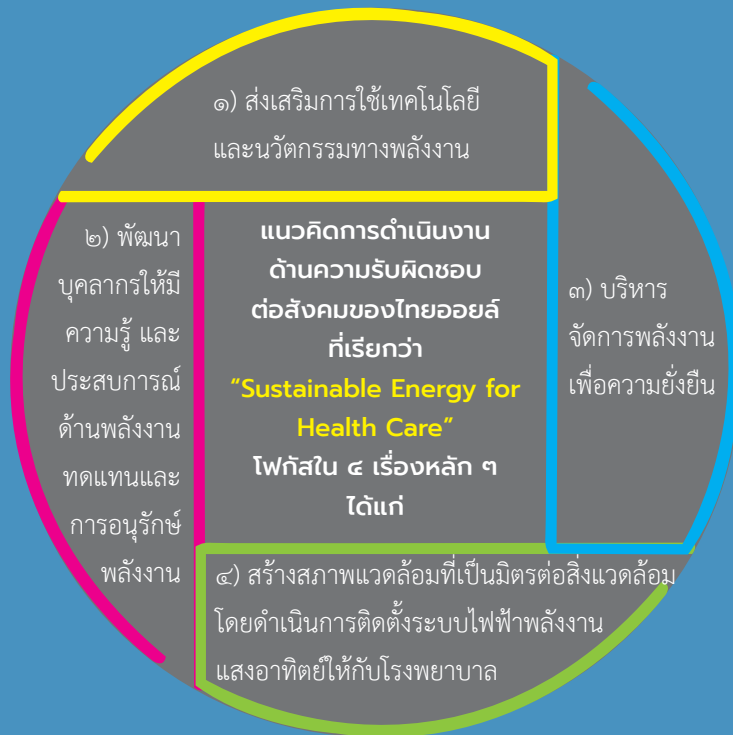 ๑) ส่งเสริมการใช้เทคโนโลยี
และนวัตกรรมทางพลังงาน
แนวคิดการดำเนินงาน
ด้านความรับผิดชอบ
ต่อสังคมของไทยออยล์
ที่เรียกว่า
“Sustainable Energy for
Health Care”
โฟกัสใน ๔ เรื่องหลัก ๆ
ได้แก่
๒) พัฒนา
บุคลากรให้มี
ความรู้ และ
ประสบการณ์
ด้านพลังงาน
ทดแทนและ
การอนุรักษ์
พลังงาน
๓) บริหาร
จัดการพลังงาน
เพื่อความยั่งยืน
๔) สร้างสภาพแวดล้อมที่เป็นมิตรต่อสิ่งแวดล้อม
โดยดำเนินการติดตั้งระบบไฟฟ้าพลังงาน
แสงอาทิตย์ให้กับโรงพยาบาล